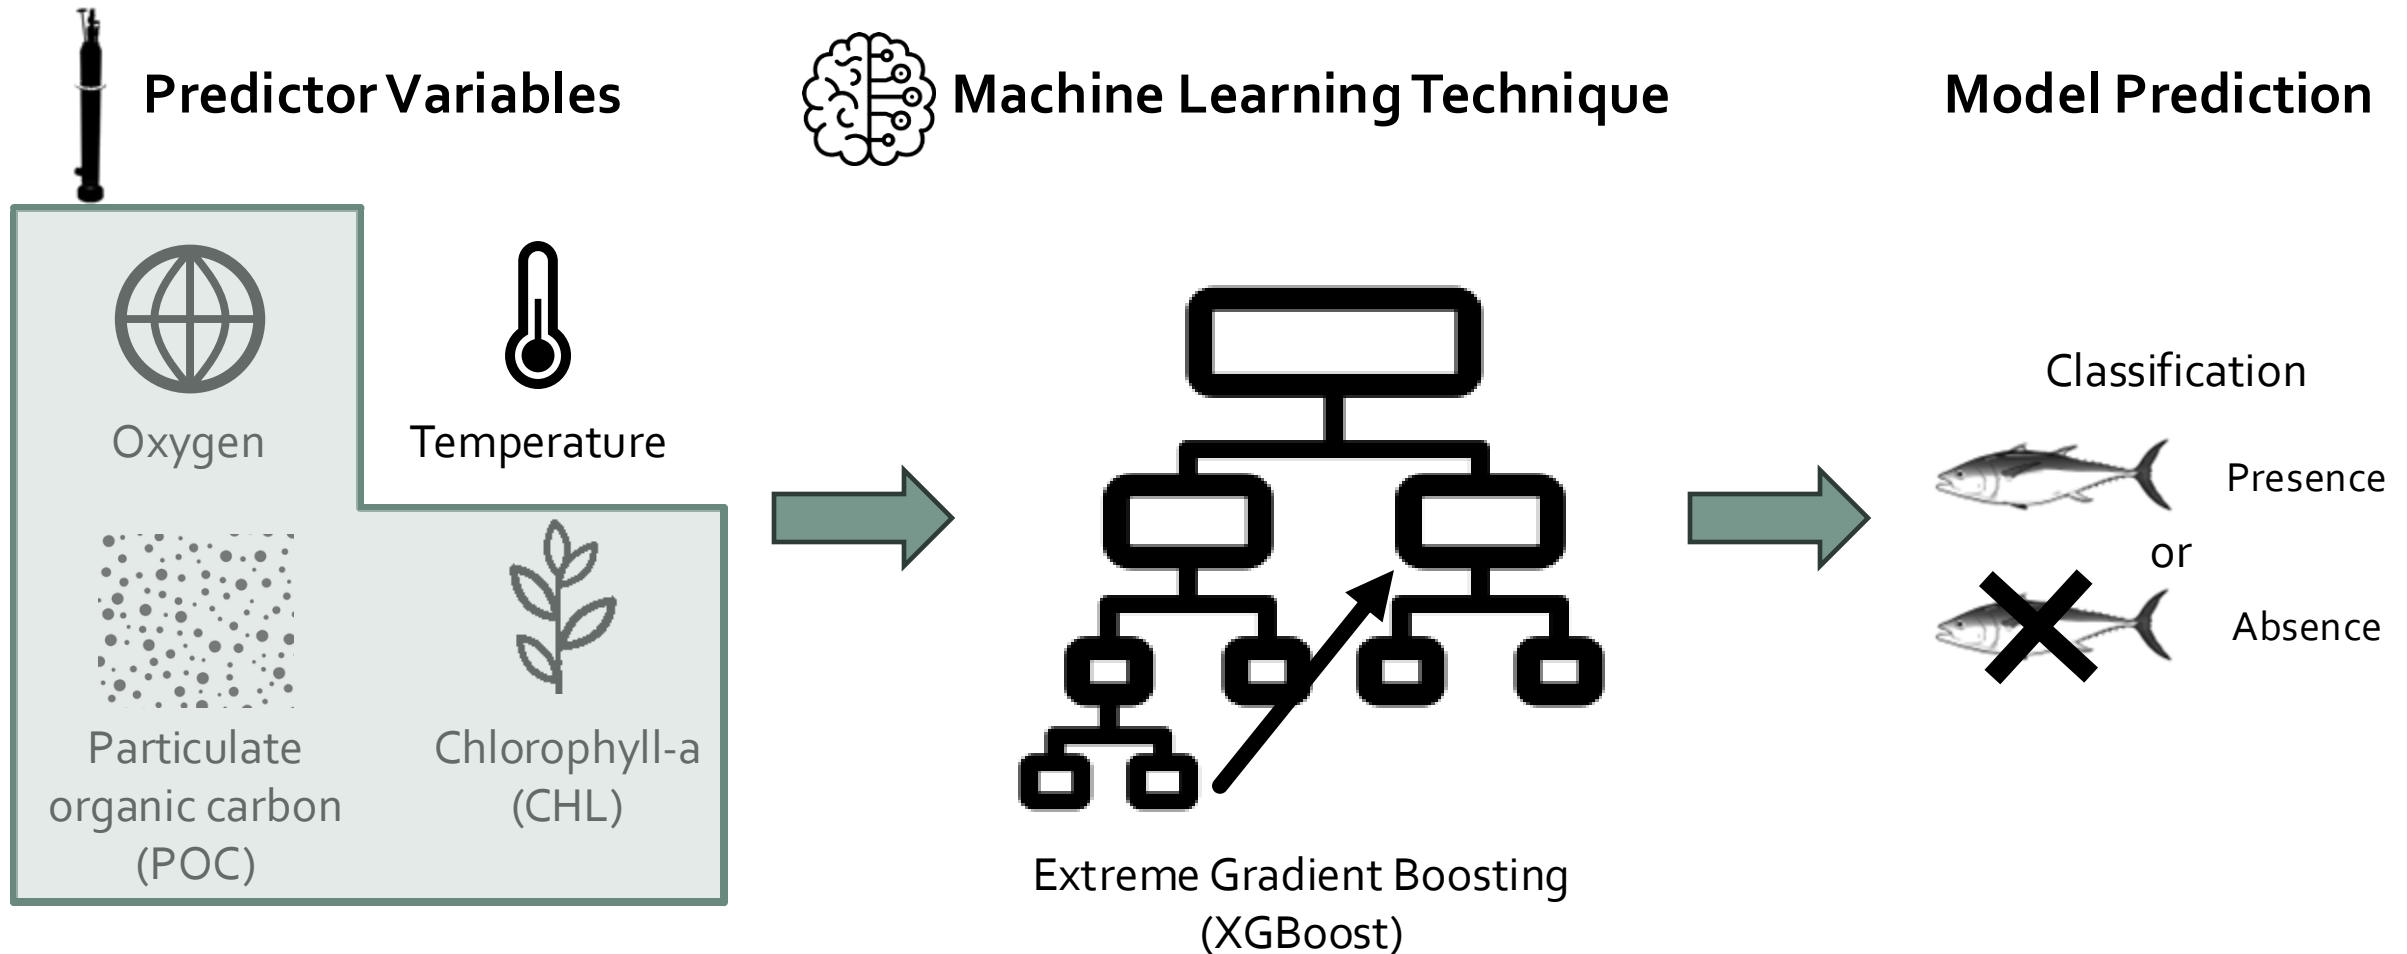 Predictor Variables
Machine Learning Technique
Model Prediction
Oxygen
Temperature
Particulate
organic carbon
(POC)
Chlorophyll-a
(CHL)
Extreme Gradient Boosting
(XGBoost)
Classification
Presence
or
Absence